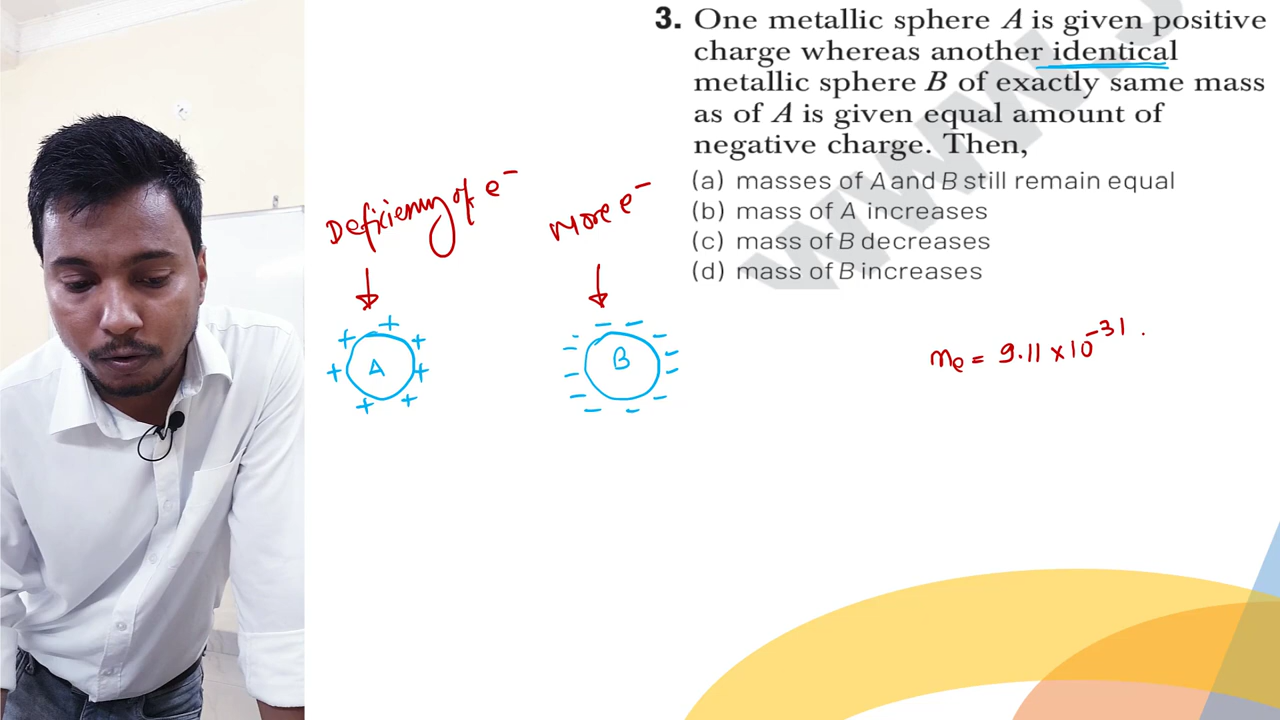 3. One metallic sphere A is given positive
charge whereas another identical
metallic sphere B of exactly same mass
as of A is given equal amount of
negative charge. Then,
(a) masses of A and B still remain equal
(b) mass of A increases
(c) mass of B decreases
(d) mass of B increases
Deficiency of e⁻
More e⁻
A
B
me = 9.11 × 10⁻³¹ .